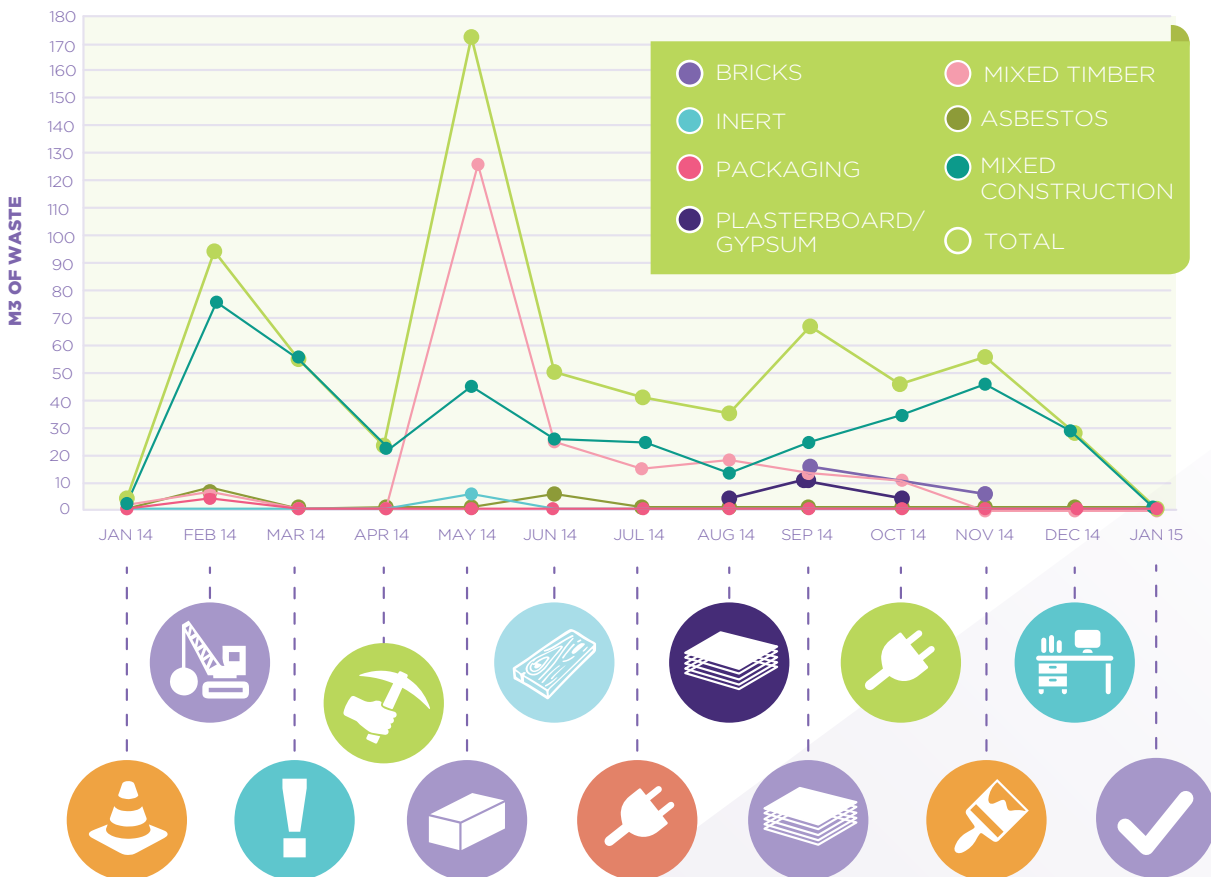 180
170
160
150
140
130
120
110
100
90
80
70
60
50
40
30
20
10
0
M3 OF WASTE
BRICKS
INERT
PACKAGING
PLASTERBOARD/
GYPSUM
MIXED TIMBER
ASBESTOS
MIXED
CONSTRUCTION
TOTAL
JAN 14 FEB 14 MAR 14 APR 14 MAY 14 JUN 14 JUL 14 AUG 14 SEP 14 OCT 14 NOV 14 DEC 14 JAN 15
!